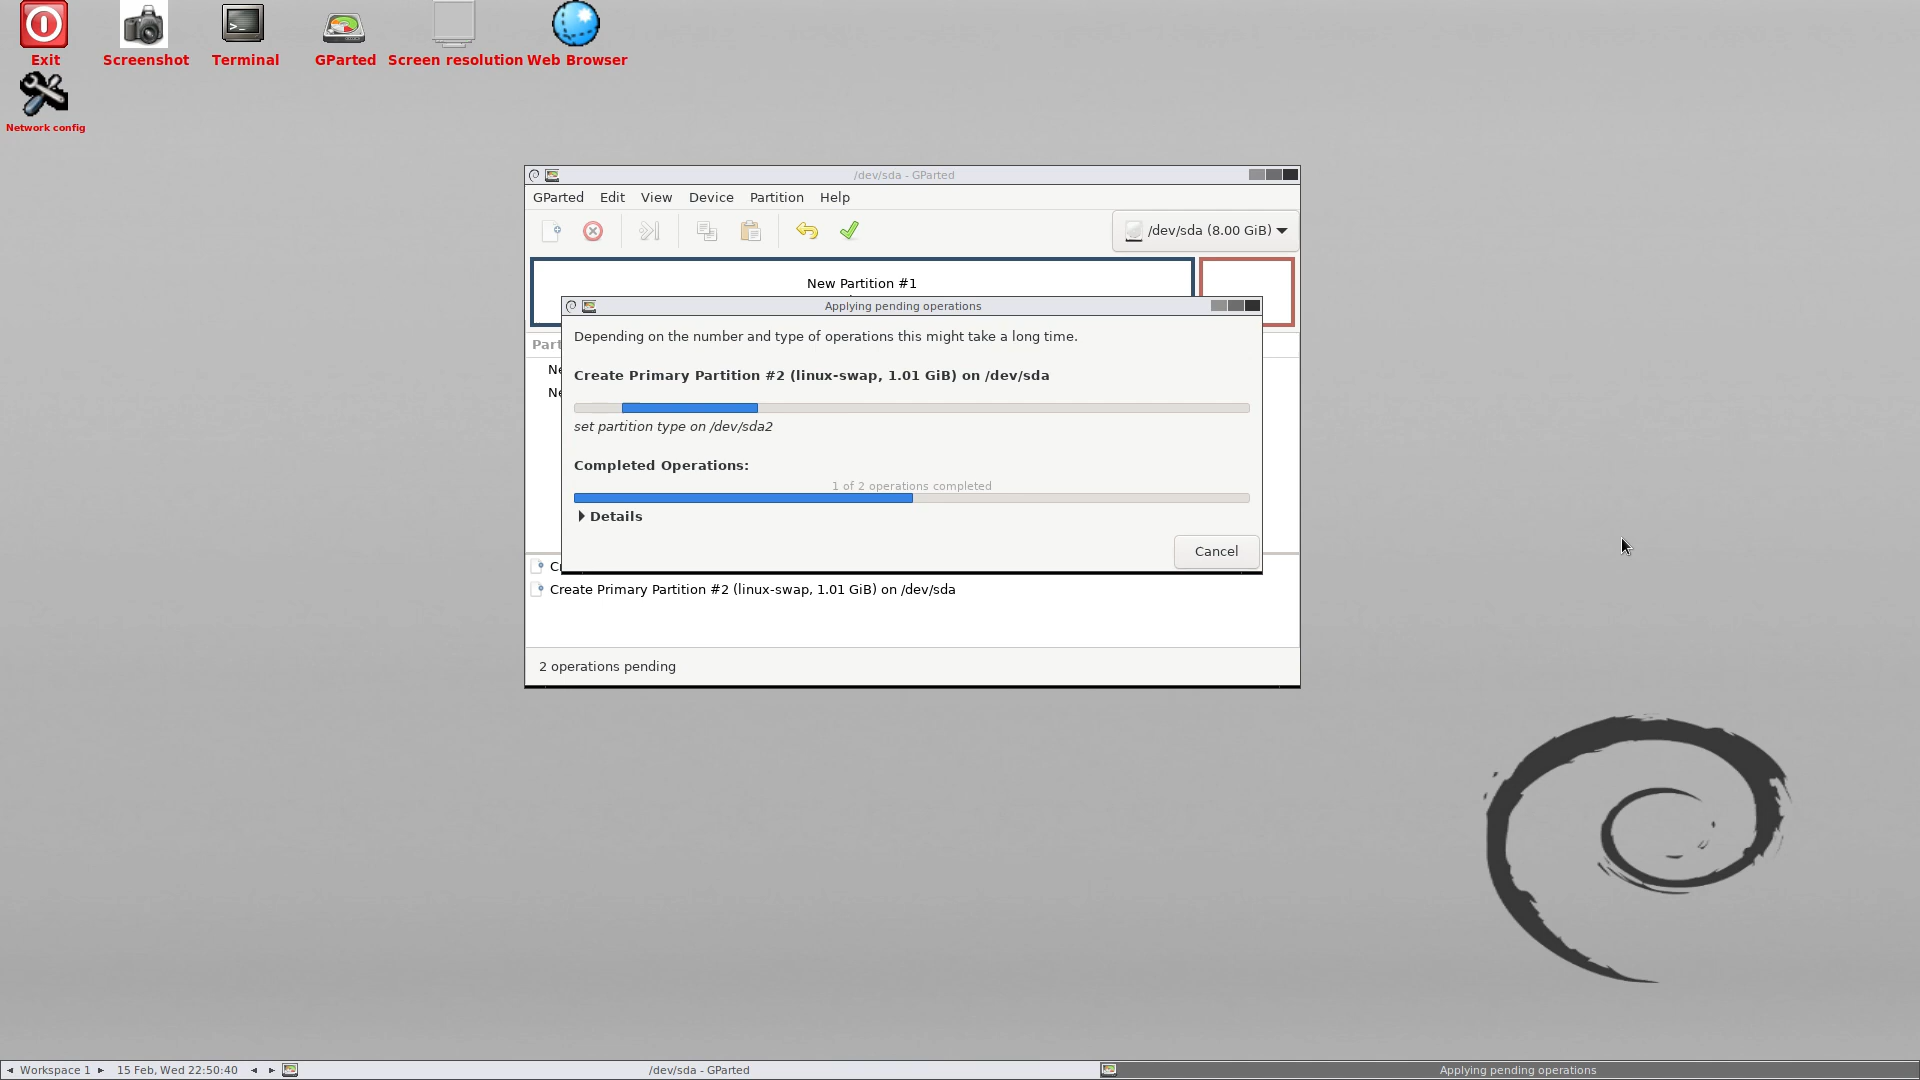 Exit
Screenshot
Terminal
GParted
Screen resolution
Web Browser
Network config
/dev/sda - GParted
GParted Edit View Device Partition Help
/dev/sda (8.00 GiB)
New Partition #1
Applying pending operations
Depending on the number and type of operations this might take a long time.
Create Primary Partition #2 (linux-swap, 1.01 GiB) on /dev/sda
set partition type on /dev/sda2
Completed Operations:
1 of 2 operations completed
Details
Cancel
Create Primary Partition #2 (linux-swap, 1.01 GiB) on /dev/sda
2 operations pending
Workspace 1 15 Feb, Wed 22:50:40 /dev/sda - GParted Applying pending operations